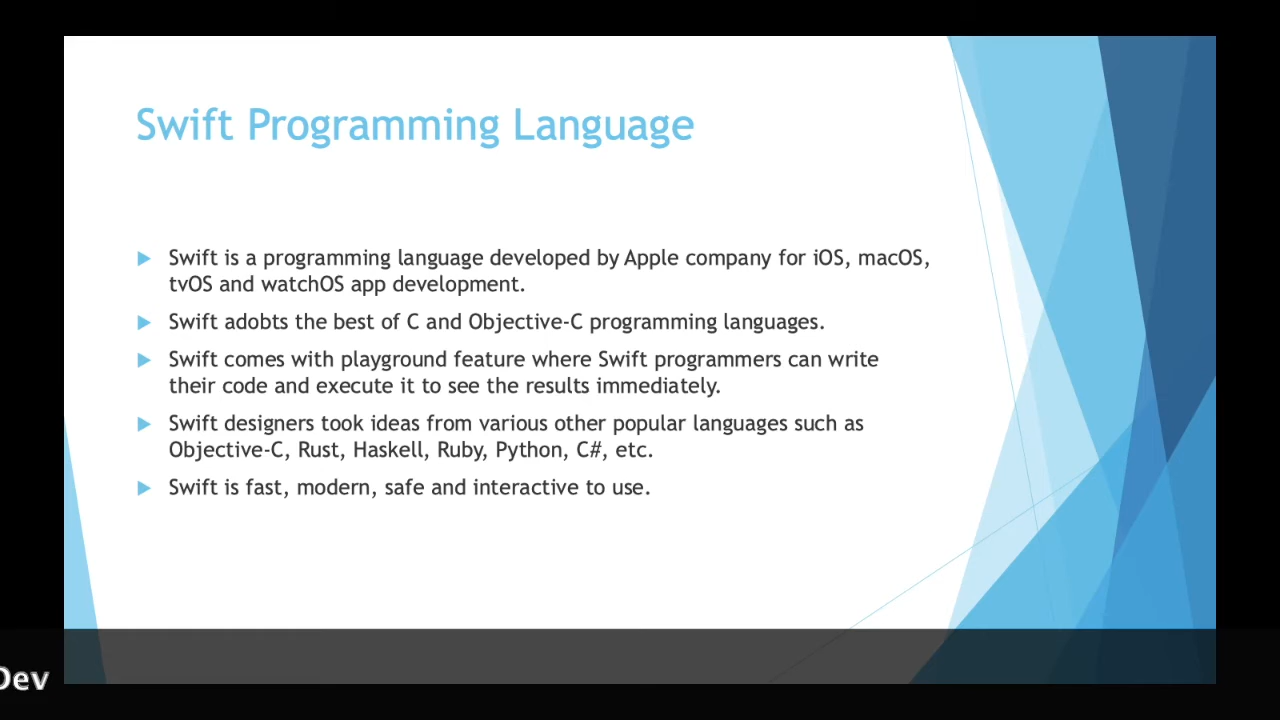 Swift Programming Language
Swift is a programming language developed by Apple company for iOS, macOS,
tvOS and watchOS app development.
Swift adobts the best of C and Objective-C programming languages.
Swift comes with playground feature where Swift programmers can write
their code and execute it to see the results immediately.
Swift designers took ideas from various other popular languages such as
Objective-C, Rust, Haskell, Ruby, Python, C#, etc.
Swift is fast, modern, safe and interactive to use.
Dev